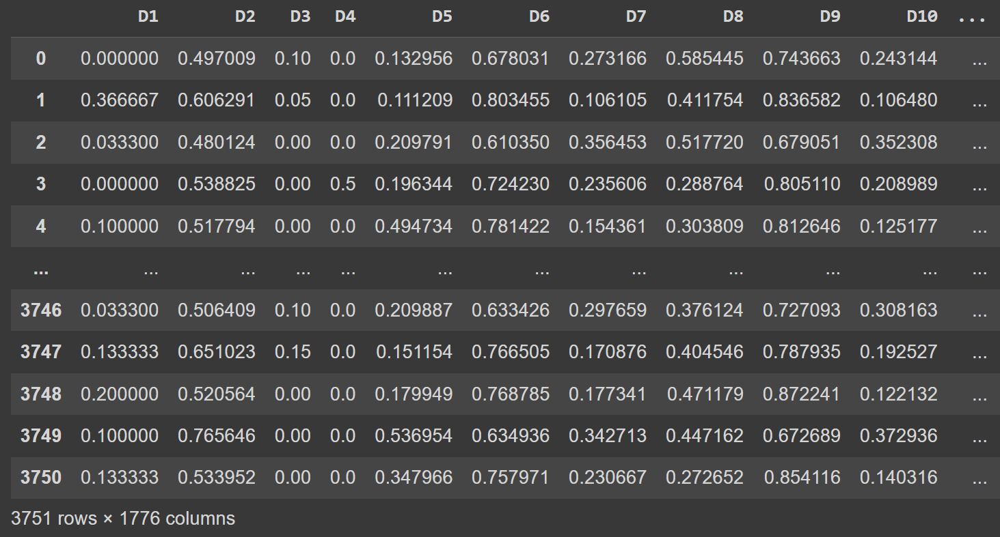 D1 D2 D3 D4 D5 D6 D7 D8 D9 D10 ...
0 0.000000 0.497009 0.10 0.0 0.132956 0.678031 0.273166 0.585445 0.743663 0.243144 ...
1 0.366667 0.606291 0.05 0.0 0.111209 0.803455 0.106105 0.411754 0.836582 0.106480 ...
2 0.033300 0.480124 0.00 0.0 0.209791 0.610350 0.356453 0.517720 0.679051 0.352308 ...
3 0.000000 0.538825 0.00 0.5 0.196344 0.724230 0.235606 0.288764 0.805110 0.208989 ...
4 0.100000 0.517794 0.00 0.0 0.494734 0.781422 0.154361 0.303809 0.812646 0.125177 ...
... ... ... ... ... ... ... ... ... ... ... ...
3746 0.033300 0.506409 0.10 0.0 0.209887 0.633426 0.297659 0.376124 0.727093 0.308163 ...
3747 0.133333 0.651023 0.15 0.0 0.151154 0.766505 0.170876 0.404546 0.787935 0.192527 ...
3748 0.200000 0.520564 0.00 0.0 0.179949 0.768785 0.177341 0.471179 0.872241 0.122132 ...
3749 0.100000 0.765646 0.00 0.0 0.536954 0.634936 0.342713 0.447162 0.672689 0.372936 ...
3750 0.133333 0.533952 0.00 0.0 0.347966 0.757971 0.230667 0.272652 0.854116 0.140316 ...
3751 rows × 1776 columns